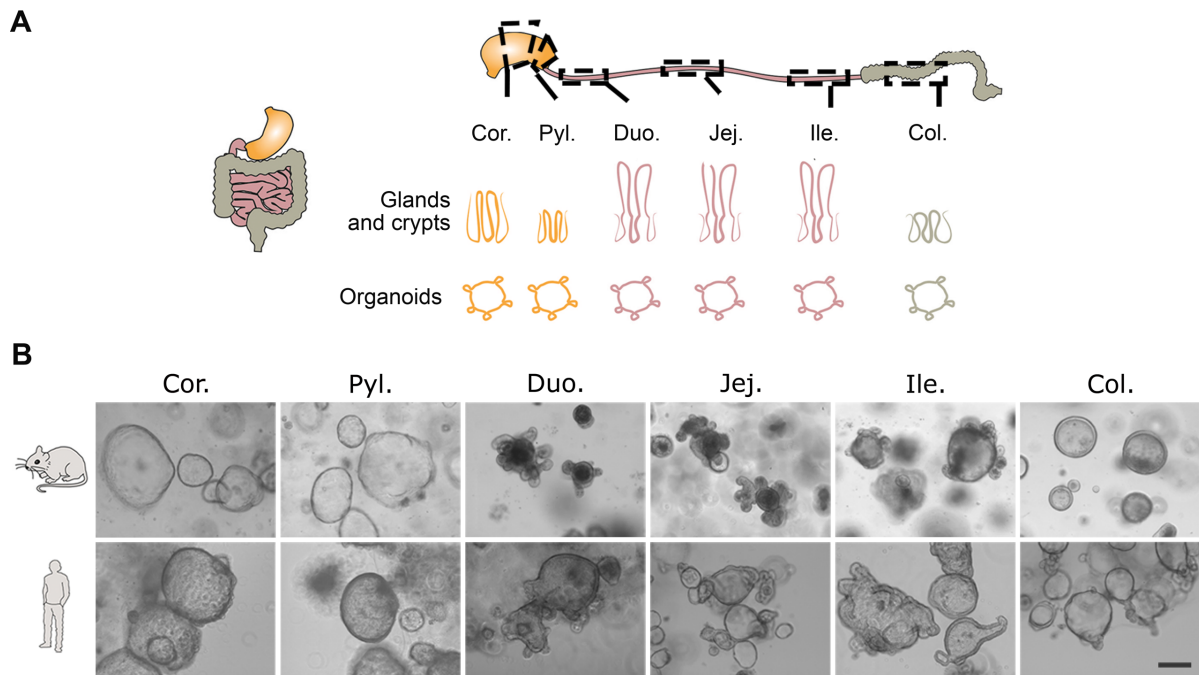 A
Cor. Pyl. Duo. Jej. Ile. Col.
Glands
and crypts
Organoids
B
Cor. Pyl. Duo. Jej. Ile. Col.